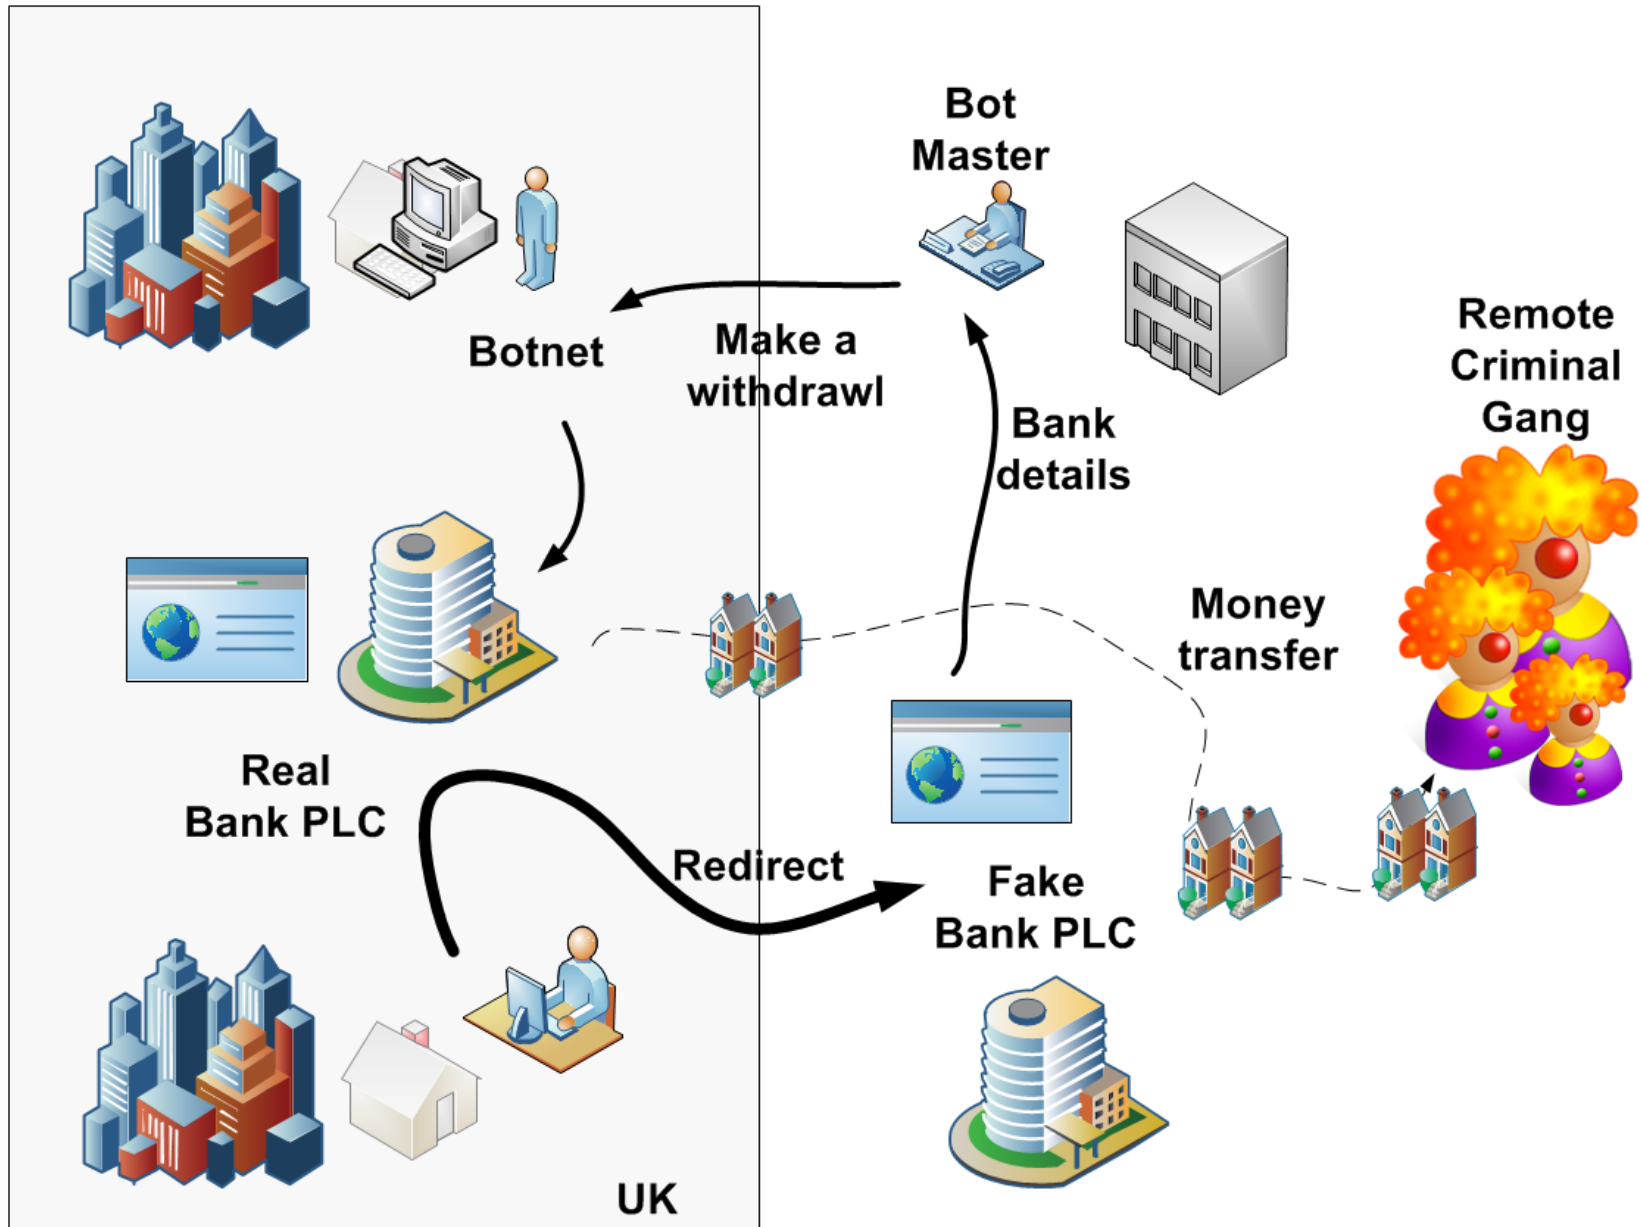 Bot
Master
Botnet
Make a
withdrawl
Remote
Criminal
Gang
Bank
details
Money
transfer
Real
Bank PLC
Redirect
Fake
Bank PLC
UK